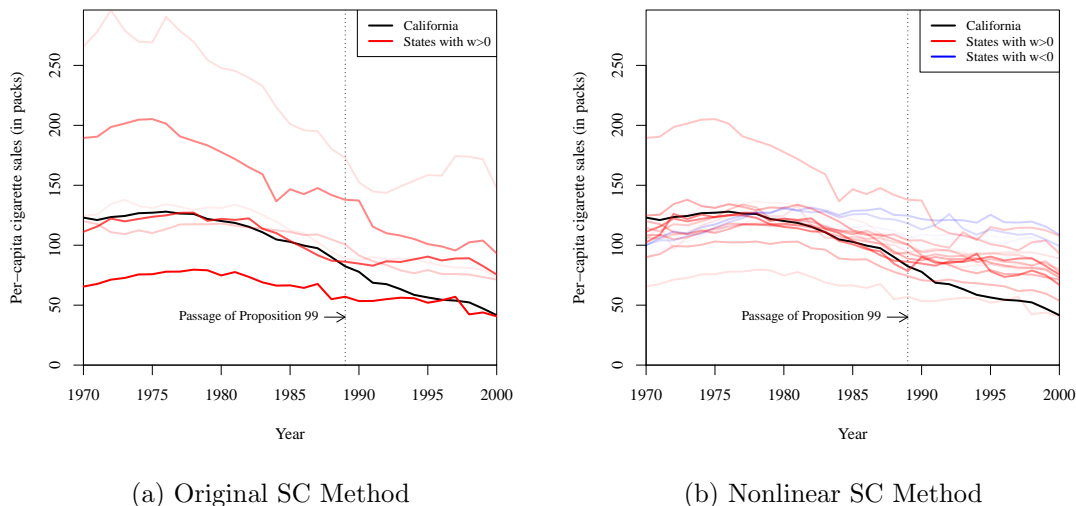 California
States with w>0
Per−capita cigarette sales (in packs)
250
200
150
100
50
0
Passage of Proposition 99
1970 1975 1980 1985 1990 1995 2000
Year
(a) Original SC Method
California
States with w>0
States with w<0
Per−capita cigarette sales (in packs)
250
200
150
100
50
0
Passage of Proposition 99
1970 1975 1980 1985 1990 1995 2000
Year
(b) Nonlinear SC Method